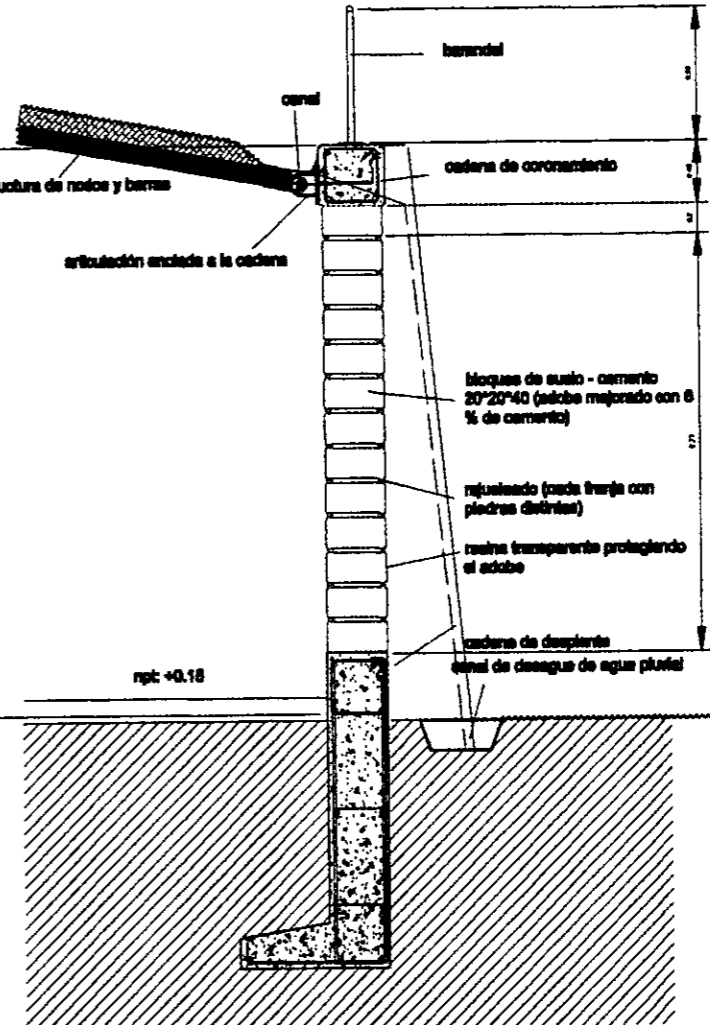 barandal
canal
cadena de coronamiento
uctura de nodos y barras
articulación anclada a la cadena
bloques de suelo - cemento
20*20*40 (adobe mejorado con 6
% de cemento)
rajueleado (cada franja con
piedras distintas)
resina transparente protegiendo
el adobe
cadena de desplante
canal de desague de agua pluvial
npt: +0.18